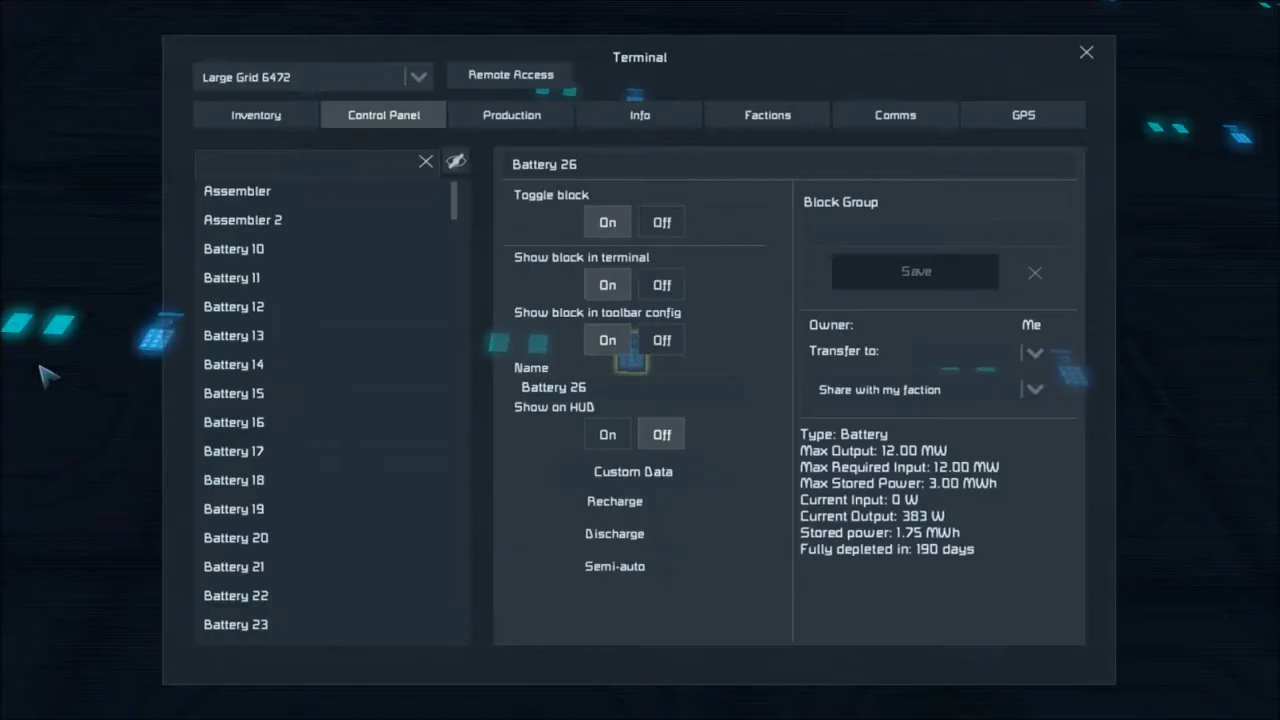 Terminal
Large Grid 6472
Remote Access
Inventory
Control Panel
Production
Info
Factions
Comms
GPS
Assembler
Assembler 2
Battery 10
Battery 11
Battery 12
Battery 13
Battery 14
Battery 15
Battery 16
Battery 17
Battery 18
Battery 19
Battery 20
Battery 21
Battery 22
Battery 23
Battery 26
Toggle block
On Off
Show block in terminal
On Off
Show block in toolbar config
On Off
Name
Battery 26
Show on HUD
On Off
Custom Data
Recharge
Discharge
Semi-auto
Block Group
Save
Owner: Me
Transfer to:
Share with my faction
Type: Battery
Max Output: 12.00 MW
Max Required Input: 12.00 MW
Max Stored Power: 3.00 MWh
Current Input: 0 W
Current Output: 383 W
Stored power: 1.75 MWh
Fully depleted in: 190 days